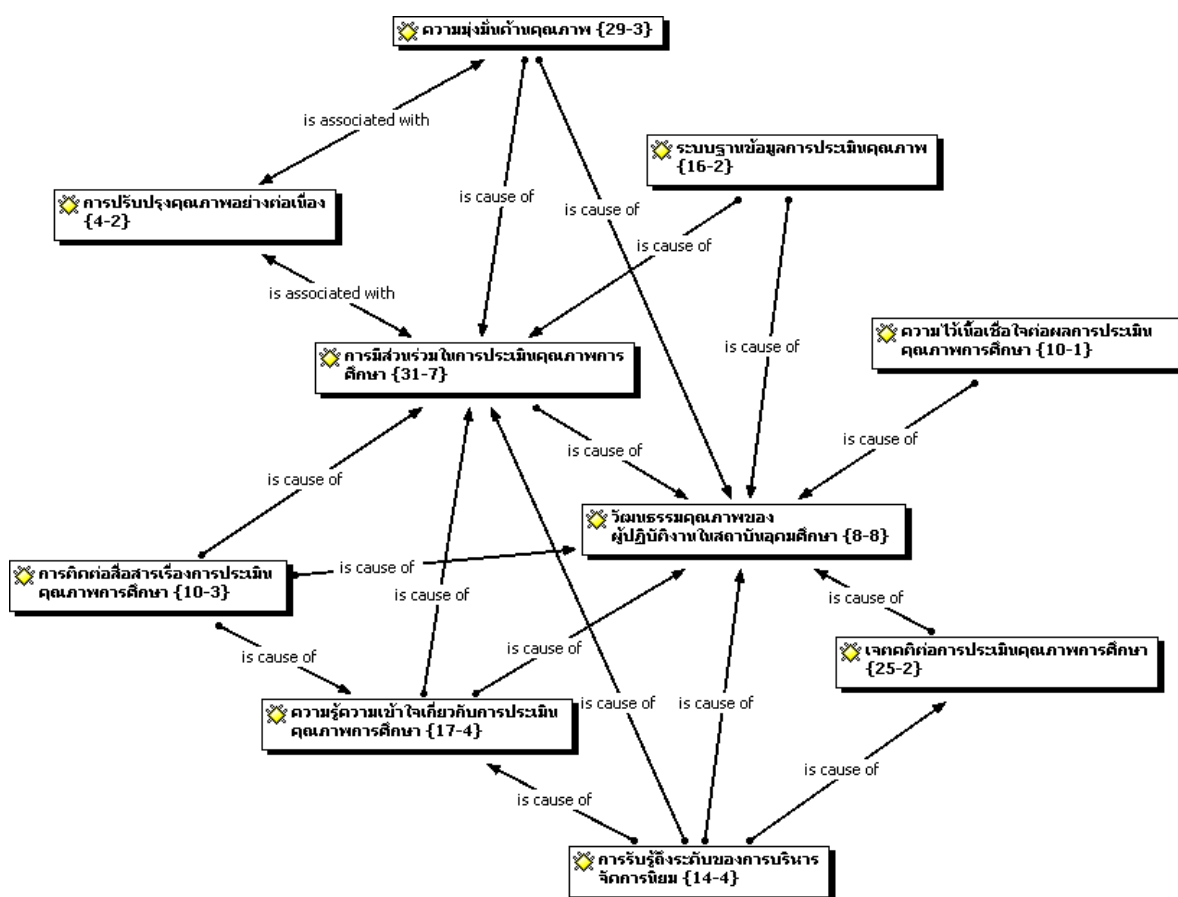 ความมุ่งมั่นด้านคุณภาพ {29-3}
is associated with
ระบบฐานข้อมูลการประเมินคุณภาพ
{16-2}
การปรับปรุงคุณภาพอย่างต่อเนื่อง
{4-2}
is cause of
is cause of
is cause of
is associated with
ความไว้เนื้อเชื่อใจต่อผลการประเมิน
คุณภาพการศึกษา {10-1}
is cause of
การมีส่วนร่วมในการประเมินคุณภาพการ
ศึกษา {31-7}
is cause of
is cause of
is cause of
วัฒนธรรมคุณภาพของ
ผู้ปฏิบัติงานในสถาบันอุดมศึกษา {8-8}
การติดต่อสื่อสารเรื่องการประเมิน
คุณภาพการศึกษา {10-3}
is cause of
is cause of
is cause of
is cause of
is cause of
เจตคติต่อการประเมินคุณภาพการศึกษา
{25-2}
ความรู้ความเข้าใจเกี่ยวกับการประเมิน
คุณภาพการศึกษา {17-4}
is cause of
is cause of
is cause of
is cause of
การรับรู้ถึงระดับของการบริหาร
จัดการนิยม {14-4}